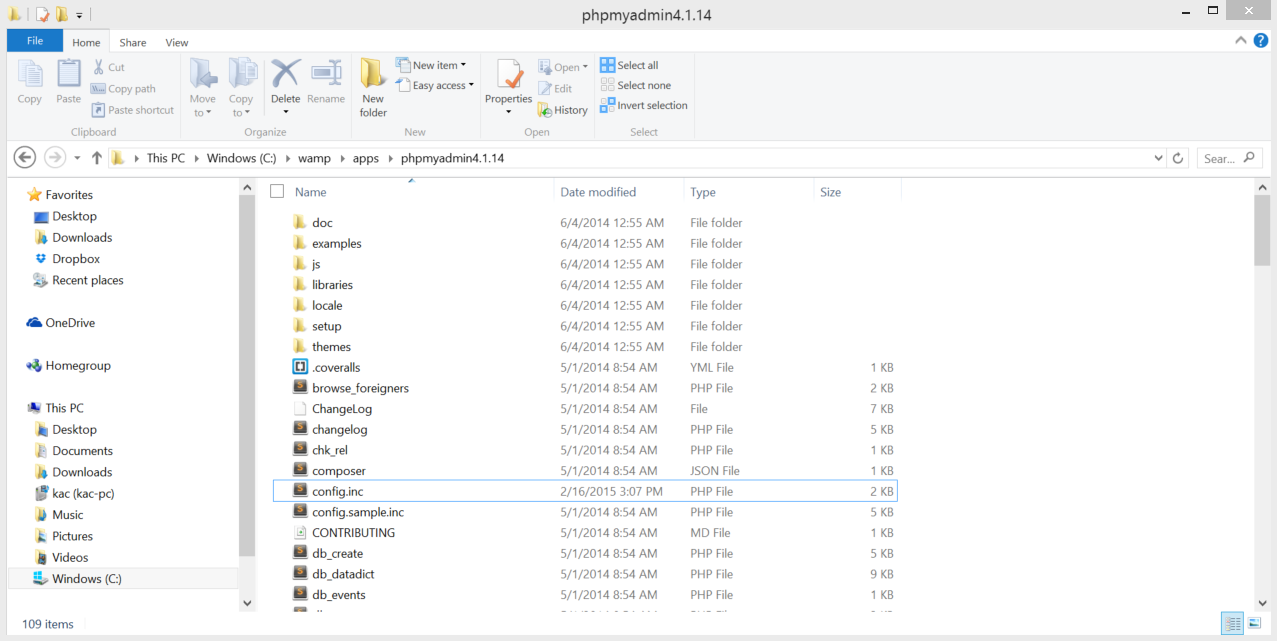 phpmyadmin4.1.14
File Home Share View
Copy Paste Cut Copy path Paste shortcut Move to Copy to Delete Rename New folder New item Easy access Properties Open Edit History Select all Select none Invert selection
Clipboard Organize New Open Select
This PC Windows (C:) wamp apps phpmyadmin4.1.14 Sear...
Favorites
Desktop
Downloads
Dropbox
Recent places
OneDrive
Homegroup
This PC
Desktop
Documents
Downloads
kac (kac-pc)
Music
Pictures
Videos
Windows (C:)
Name Date modified Type Size
doc 6/4/2014 12:55 AM File folder
examples 6/4/2014 12:55 AM File folder
js 6/4/2014 12:55 AM File folder
libraries 6/4/2014 12:55 AM File folder
locale 6/4/2014 12:55 AM File folder
setup 6/4/2014 12:55 AM File folder
themes 6/4/2014 12:55 AM File folder
.coveralls 5/1/2014 8:54 AM YML File 1 KB
browse_foreigners 5/1/2014 8:54 AM PHP File 2 KB
ChangeLog 5/1/2014 8:54 AM File 7 KB
changelog 5/1/2014 8:54 AM PHP File 5 KB
chk_rel 5/1/2014 8:54 AM PHP File 1 KB
composer 5/1/2014 8:54 AM JSON File 1 KB
config.inc 2/16/2015 3:07 PM PHP File 2 KB
config.sample.inc 5/1/2014 8:54 AM PHP File 5 KB
CONTRIBUTING 5/1/2014 8:54 AM MD File 1 KB
db_create 5/1/2014 8:54 AM PHP File 5 KB
db_datadict 5/1/2014 8:54 AM PHP File 9 KB
db_events 5/1/2014 8:54 AM PHP File 1 KB
109 items